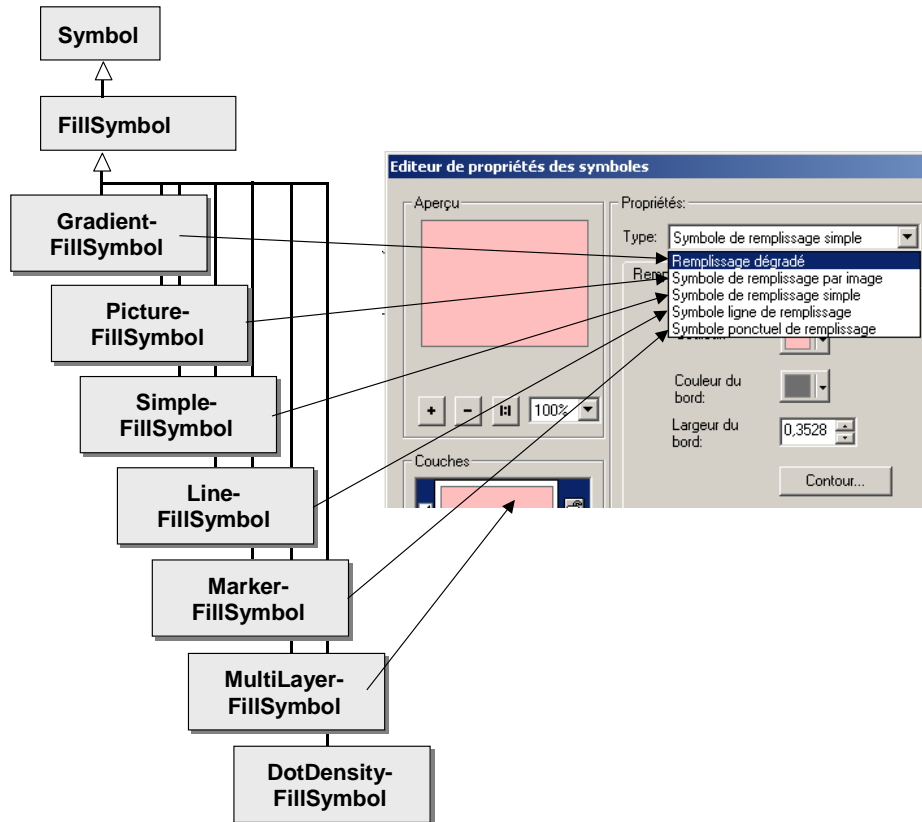 Symbol
FillSymbol
Gradient-
FillSymbol
Picture-
FillSymbol
Simple-
FillSymbol
Line-
FillSymbol
Marker-
FillSymbol
MultiLayer-
FillSymbol
DotDensity-
FillSymbol
Editeur de propriétés des symboles
Aperçu
+ - 1:1 100%
Couches
Propriétés:
Type: Symbole de remplissage simple
Remplissage dégradé
Symbole de remplissage par image
Symbole de remplissage simple
Symbole ligne de remplissage
Symbole ponctuel de remplissage
Couleur du
bord:
Largeur du
bord:
0,3528
Contour...